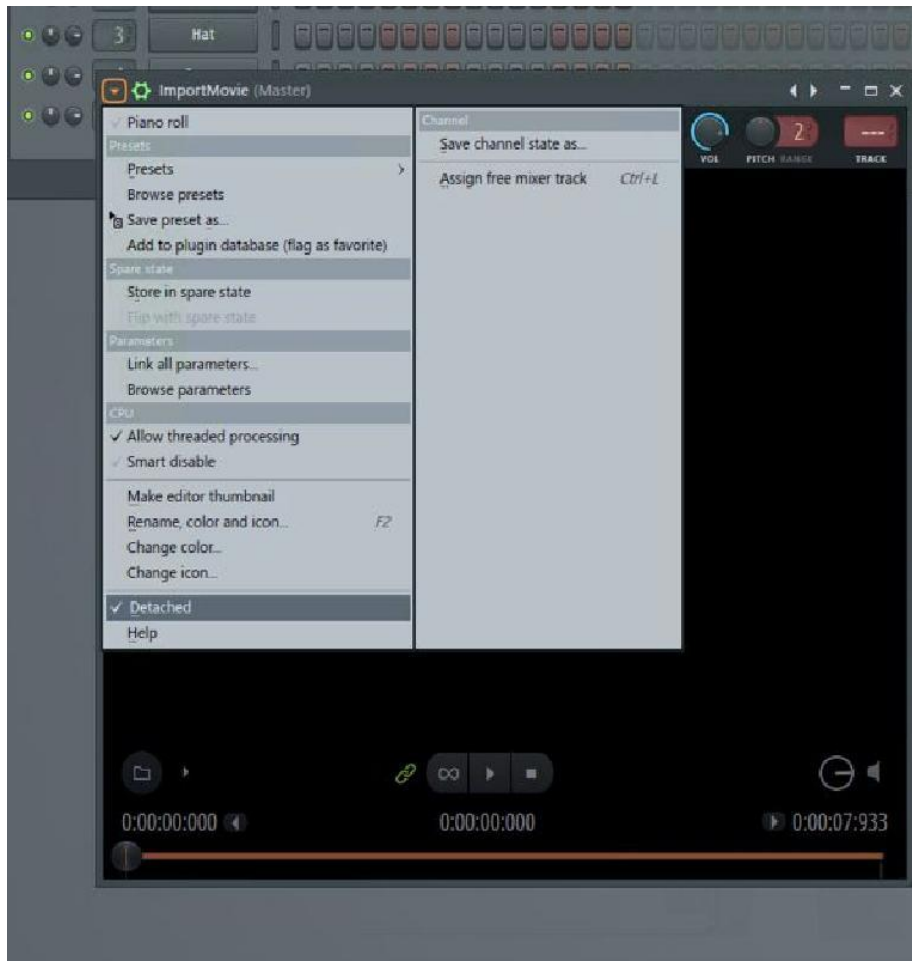 3
Hat
ImportMovie (Master)
Piano roll
Presets
Presets
Browse presets
Save preset as...
Add to plugin database (flag as favorite)
Spare state
Store in spare state
Flip with spare state
Parameters
Link all parameters...
Browse parameters
CPU
Allow threaded processing
Smart disable
Make editor thumbnail
Rename, color and icon... F2
Change color...
Change icon...
Detached
Help
Channel
Save channel state as...
Assign free mixer track Ctrl+L
2 ---
VOL PITCH RANGE TRACK
0:00:00:000 0:00:00:000 0:00:07:933